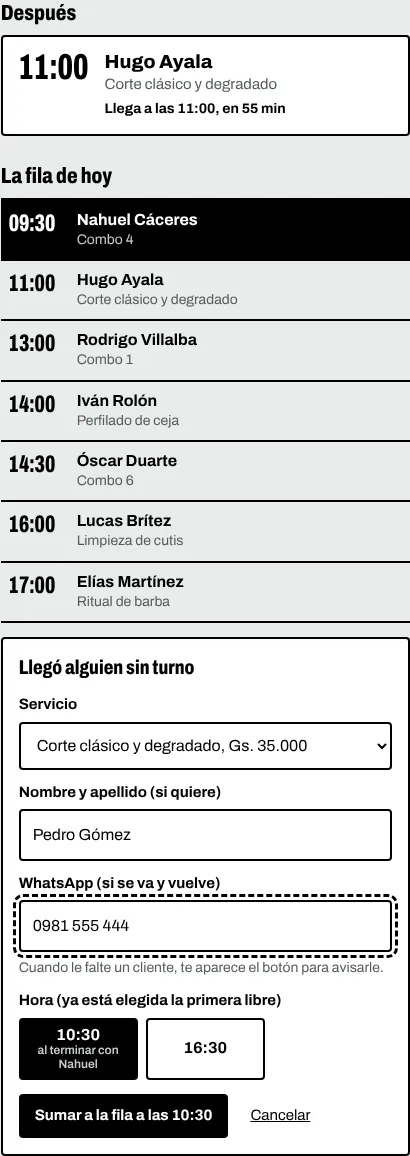 Después
11:00
Hugo Ayala
Corte clásico y degradado
Llega a las 11:00, en 55 min
La fila de hoy
09:30
Nahuel Cáceres
Combo 4
11:00
Hugo Ayala
Corte clásico y degradado
13:00
Rodrigo Villalba
Combo 1
14:00
Iván Rolón
Perfilado de ceja
14:30
Óscar Duarte
Combo 6
16:00
Lucas Brítez
Limpieza de cutis
17:00
Elías Martínez
Ritual de barba
Llegó alguien sin turno
Servicio
Corte clásico y degradado, Gs. 35.000
Nombre y apellido (si quiere)
Pedro Gómez
WhatsApp (si se va y vuelve)
0981 555 444
Cuando le falte un cliente, te aparece el botón para avisarle.
Hora (ya está elegida la primera libre)
10:30
al terminar con
Nahuel
16:30
Sumar a la fila a las 10:30
Cancelar